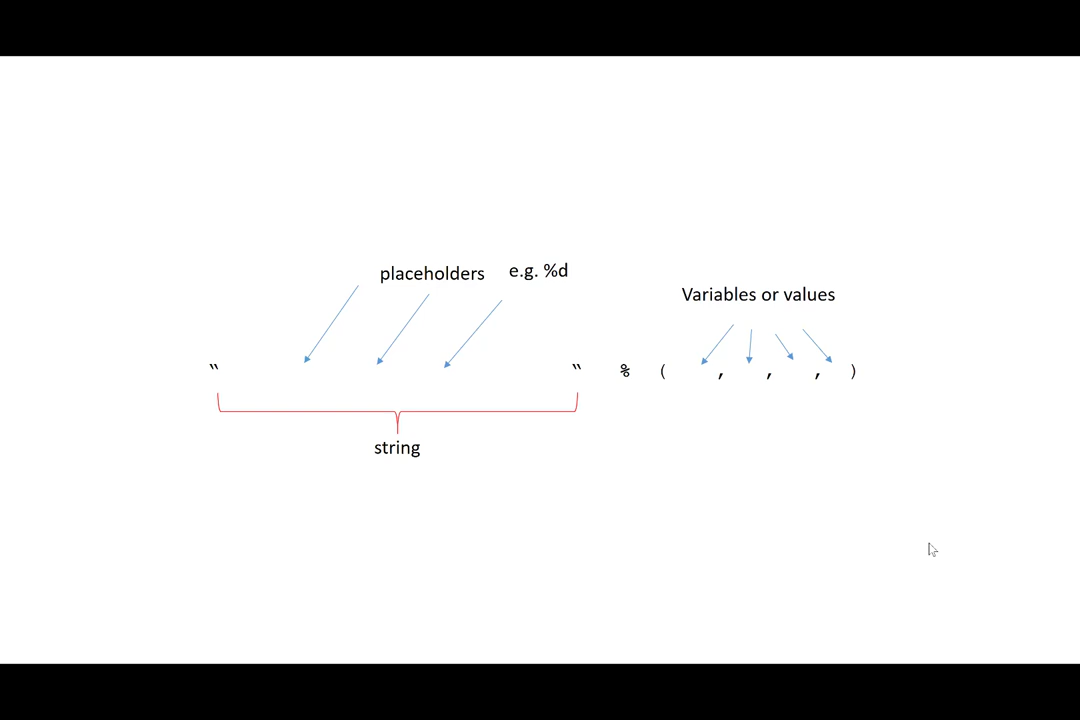 placeholders e.g. %d
Variables or values
‟ ‟ % ( , , , )
string